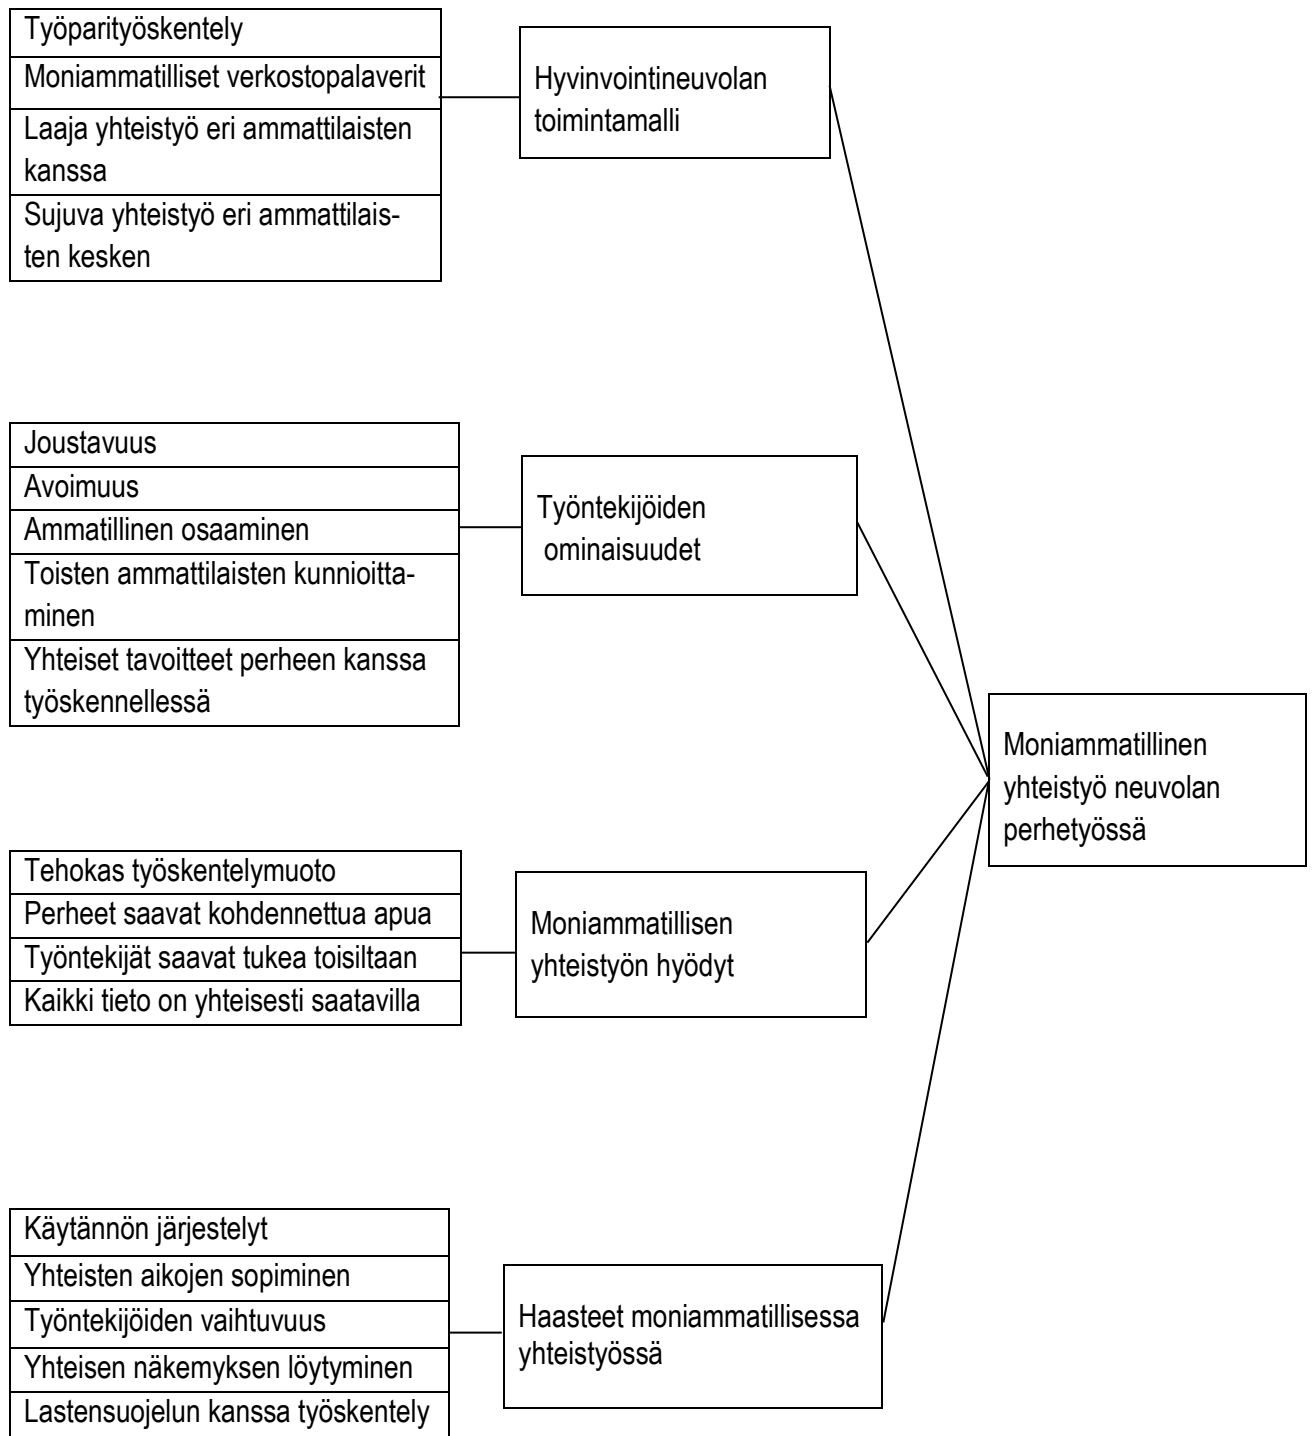 Työparityöskentely
Moniammatilliset verkostopalaverit
Laaja yhteistyö eri ammattilaisten
kanssa
Sujuva yhteistyö eri ammattilais-
ten kesken
Hyvinvointineuvolan
toimintamalli
Joustavuus
Avoimuus
Ammatillinen osaaminen
Toisten ammattilaisten kunnioitta-
minen
Yhteiset tavoitteet perheen kanssa
työskennellessä
Työntekijöiden
ominaisuudet
Tehokas työskentelymuoto
Perheet saavat kohdennettua apua
Työntekijät saavat tukea toisiltaan
Kaikki tieto on yhteisesti saatavilla
Moniammatillisen
yhteistyön hyödyt
Käytännön järjestelyt
Yhteisten aikojen sopiminen
Työntekijöiden vaihtuvuus
Yhteisen näkemyksen löytyminen
Lastensuojelun kanssa työskentely
Haasteet moniammatillisessa
yhteistyössä
Moniammatillinen
yhteistyö neuvolan
perhetyössä